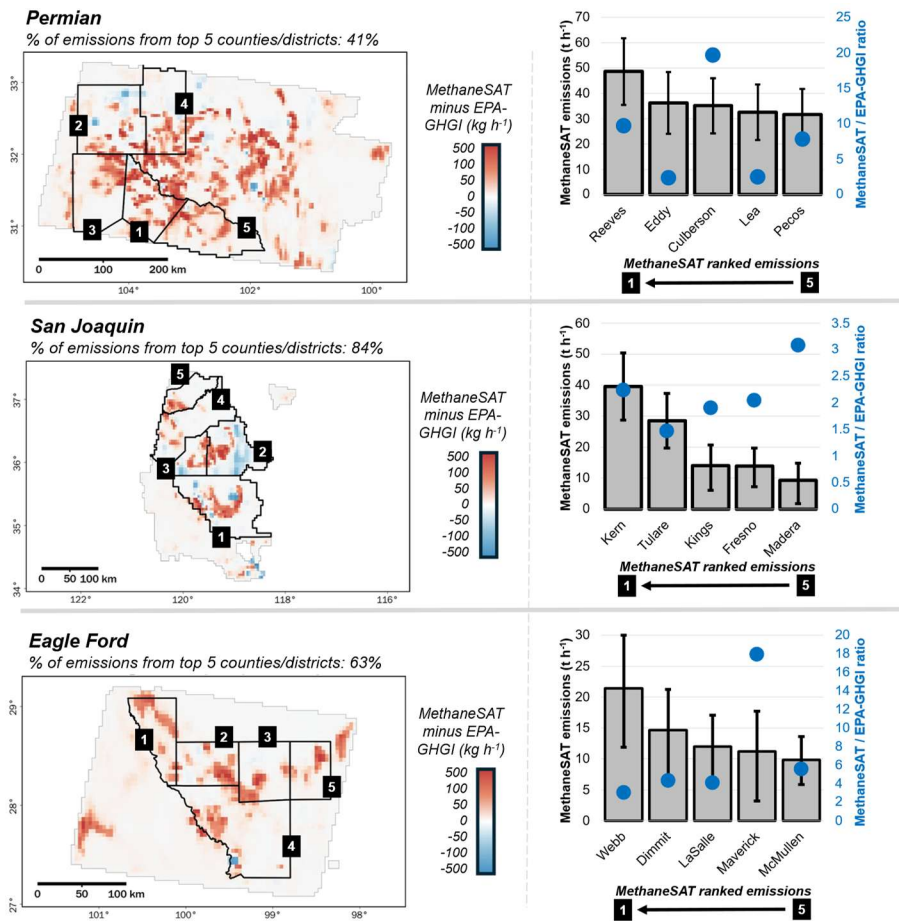 Permian
% of emissions from top 5 counties/districts: 41%
33°
32°
31°
104°
102°
100°
0
100
200 km
1
2
3
4
5
MethaneSAT
minus EPA-
GHGI (kg h⁻¹)
500
100
50
0
-50
-100
-500
MethaneSAT emissions (t h⁻¹)
70
60
50
40
30
20
10
0
25
20
15
10
5
0
MethaneSAT / EPA-GHGI ratio
Reeves
Eddy
Culberson
Lea
Pecos
MethaneSAT ranked emissions
1
5
San Joaquin
% of emissions from top 5 counties/districts: 84%
37°
36°
35°
34°
122°
120°
118°
116°
0 50 100 km
5
4
2
3
1
MethaneSAT
minus EPA-
GHGI (kg h⁻¹)
500
100
50
0
-50
-100
-500
MethaneSAT emissions (t h⁻¹)
60
50
40
30
20
10
0
3.5
3
2.5
2
1.5
1
0.5
0
MethaneSAT / EPA-GHGI ratio
Kern
Tulare
Kings
Fresno
Madera
MethaneSAT ranked emissions
1
5
Eagle Ford
% of emissions from top 5 counties/districts: 63%
29°
28°
27°
101°
100°
99°
98°
0
50
100 km
1
2
3
5
4
MethaneSAT
minus EPA-
GHGI (kg h⁻¹)
500
100
50
0
-50
-100
-500
MethaneSAT emissions (t h⁻¹)
30
25
20
15
10
5
0
20
18
16
14
12
10
8
6
4
2
0
MethaneSAT / EPA-GHGI ratio
Webb
Dimmit
LaSalle
Maverick
McMullen
MethaneSAT ranked emissions
1
5